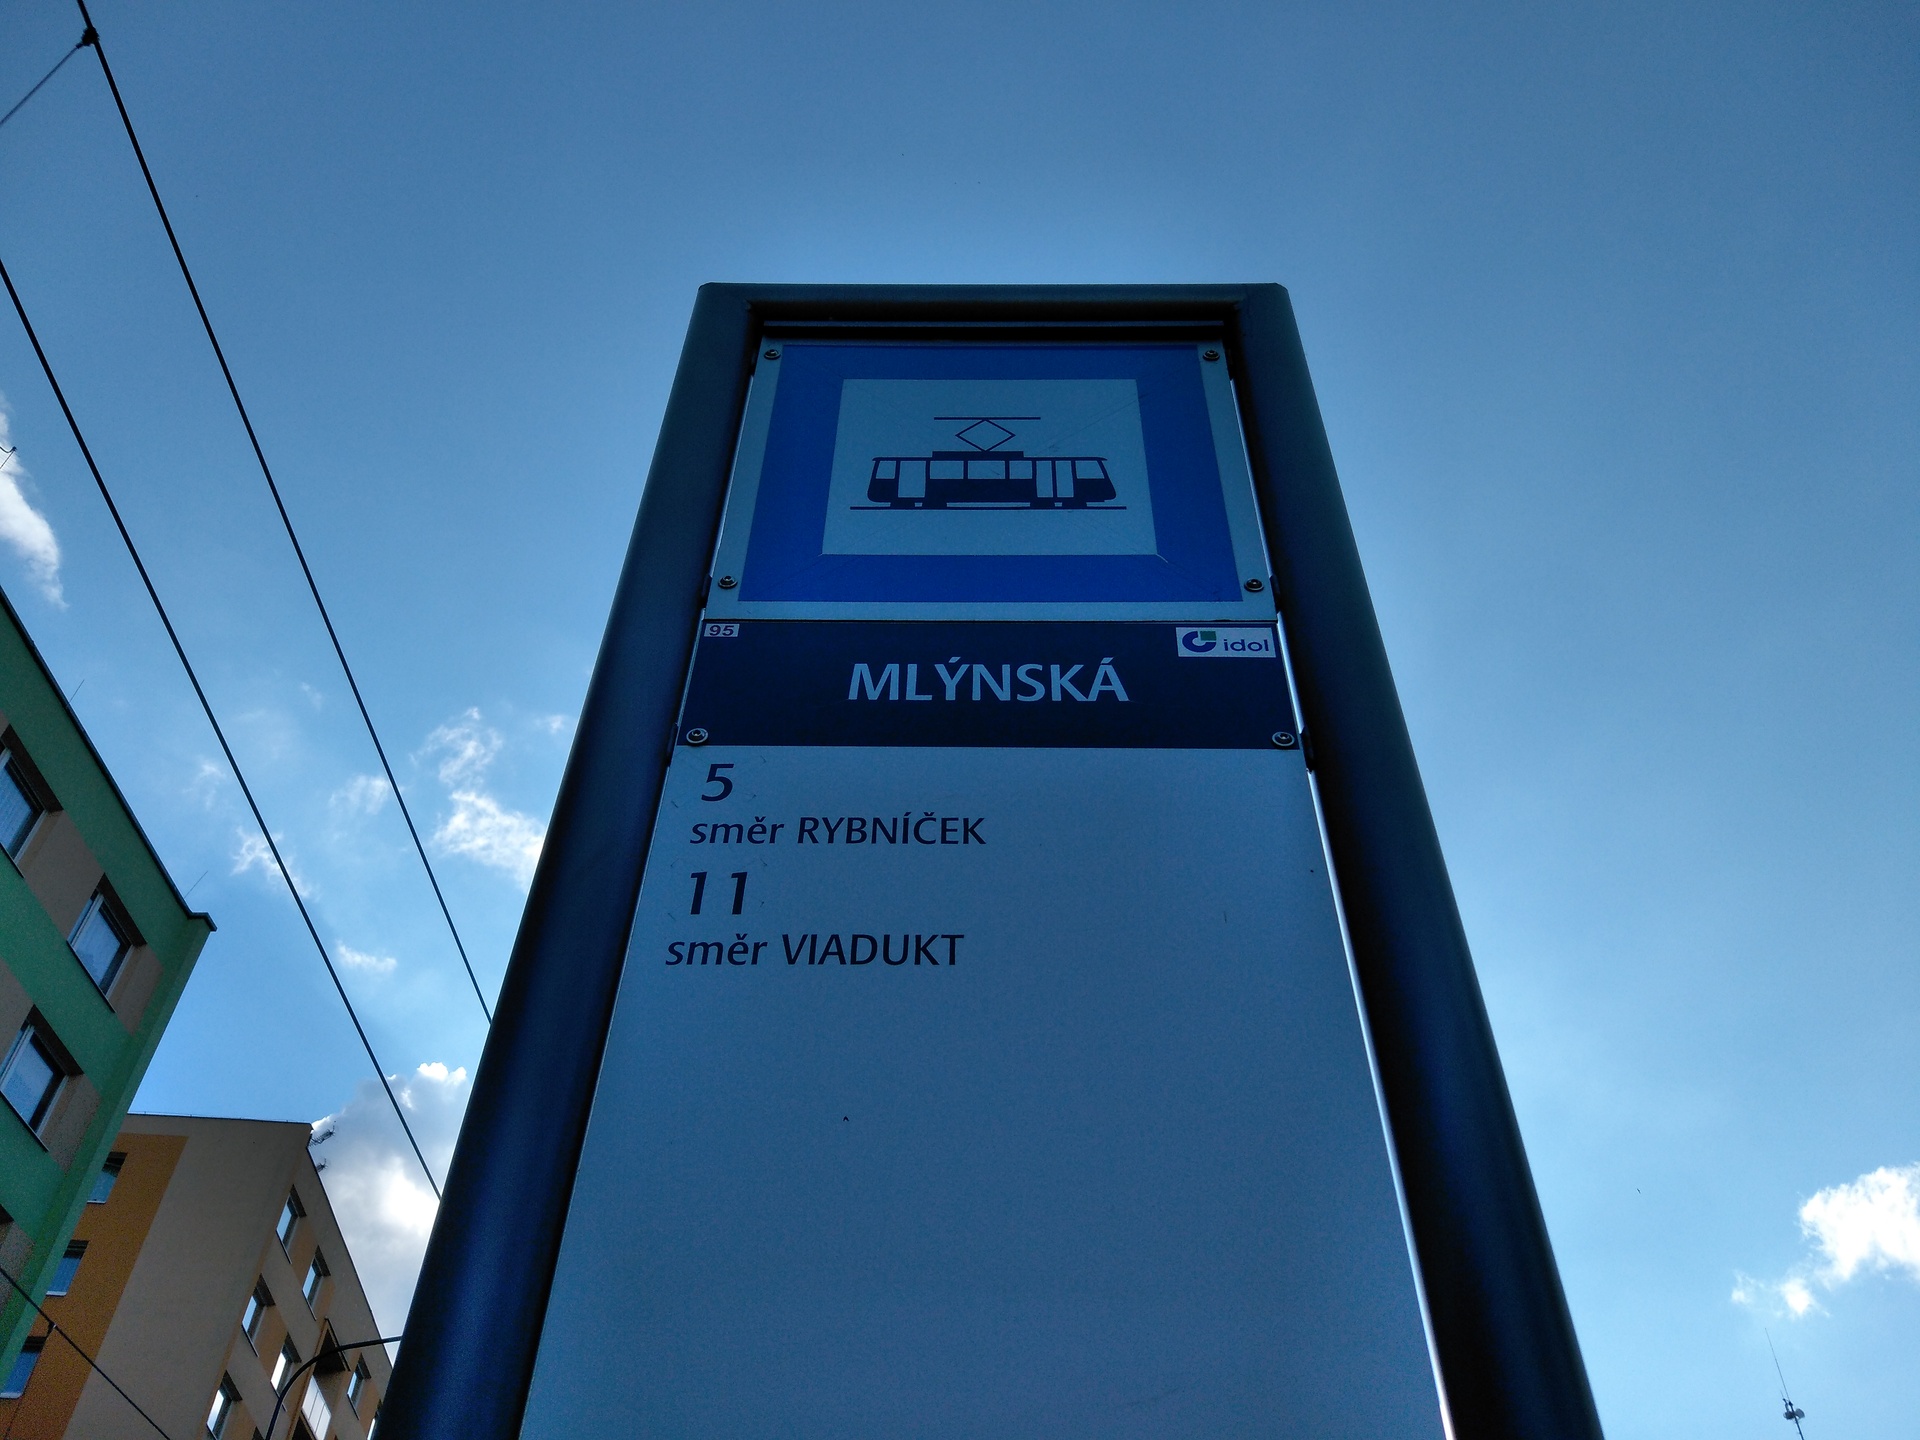 95
idol
MLÝNSKÁ
5
směr RYBNÍČEK
11
směr VIADUKT